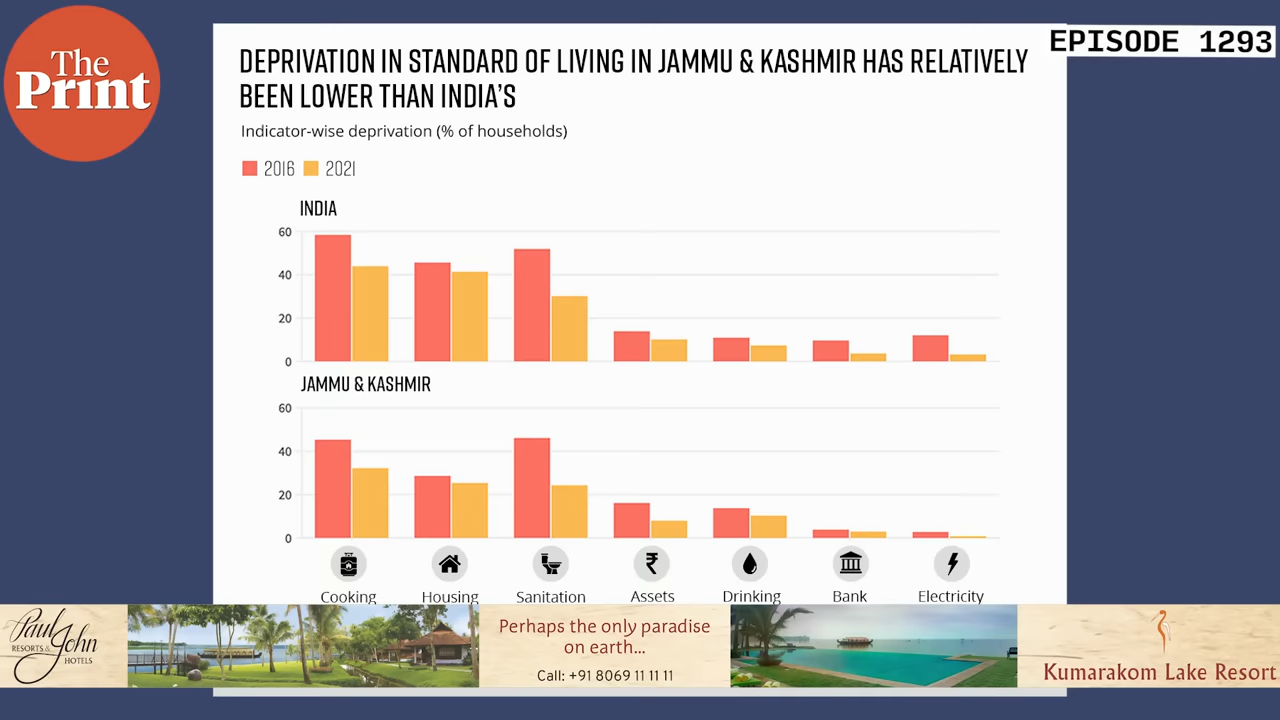 The
Print
EPISODE 1293
DEPRIVATION IN STANDARD OF LIVING IN JAMMU & KASHMIR HAS RELATIVELY
BEEN LOWER THAN INDIA'S
Indicator-wise deprivation (% of households)
2016 2021
INDIA
60
40
20
0
JAMMU & KASHMIR
60
40
20
0
Cooking Housing Sanitation Assets Drinking Bank Electricity
Paul John
RESORTS & HOTELS
Perhaps the only paradise
on earth...
Call: +91 8069 11 11 11
Kumarakom Lake Resort